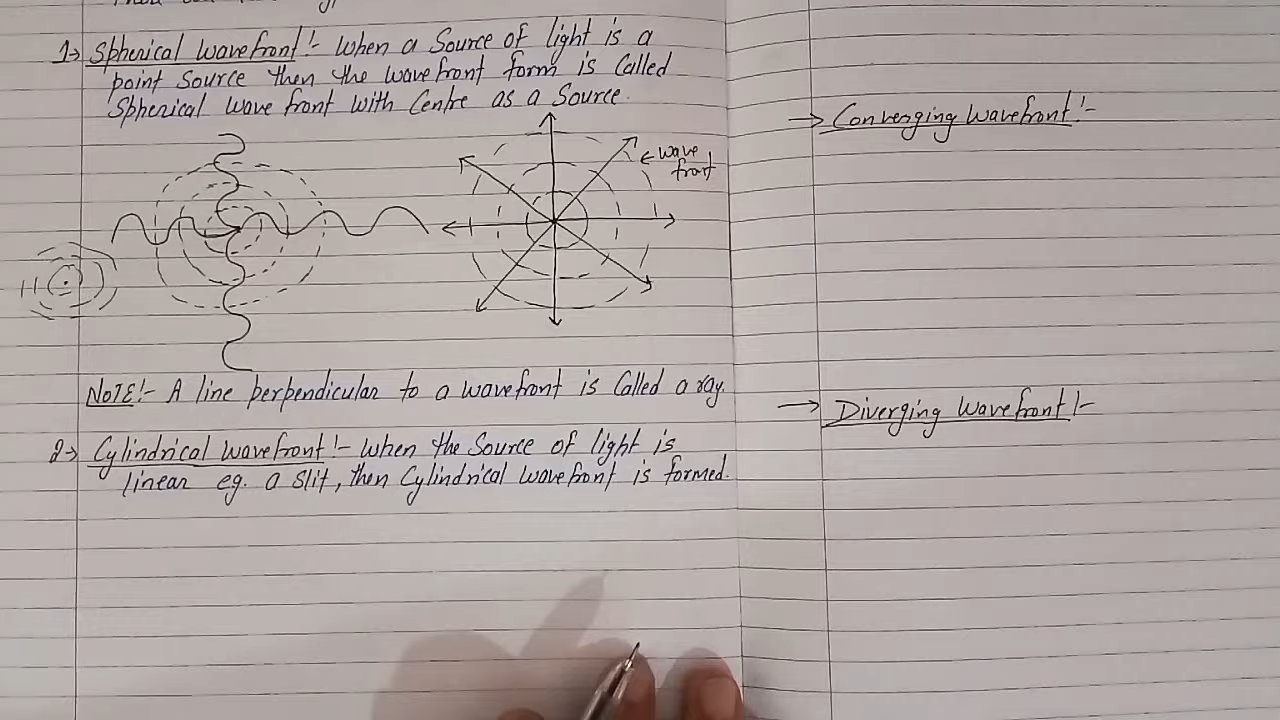 1→ Spherical wavefront!- When a Source of light is a
point Source then the wavefront form is Called
Spherical wave front with Centre as a Source.
← wave
front
NOTE!- A line perpendicular to a wavefront is Called a ray.
2→ Cylindrical wavefront!- When the Source of light is
linear eg. a slit, then Cylindrical wavefront is formed.
→ Converging Wavefront!-
→ Diverging Wavefront!-